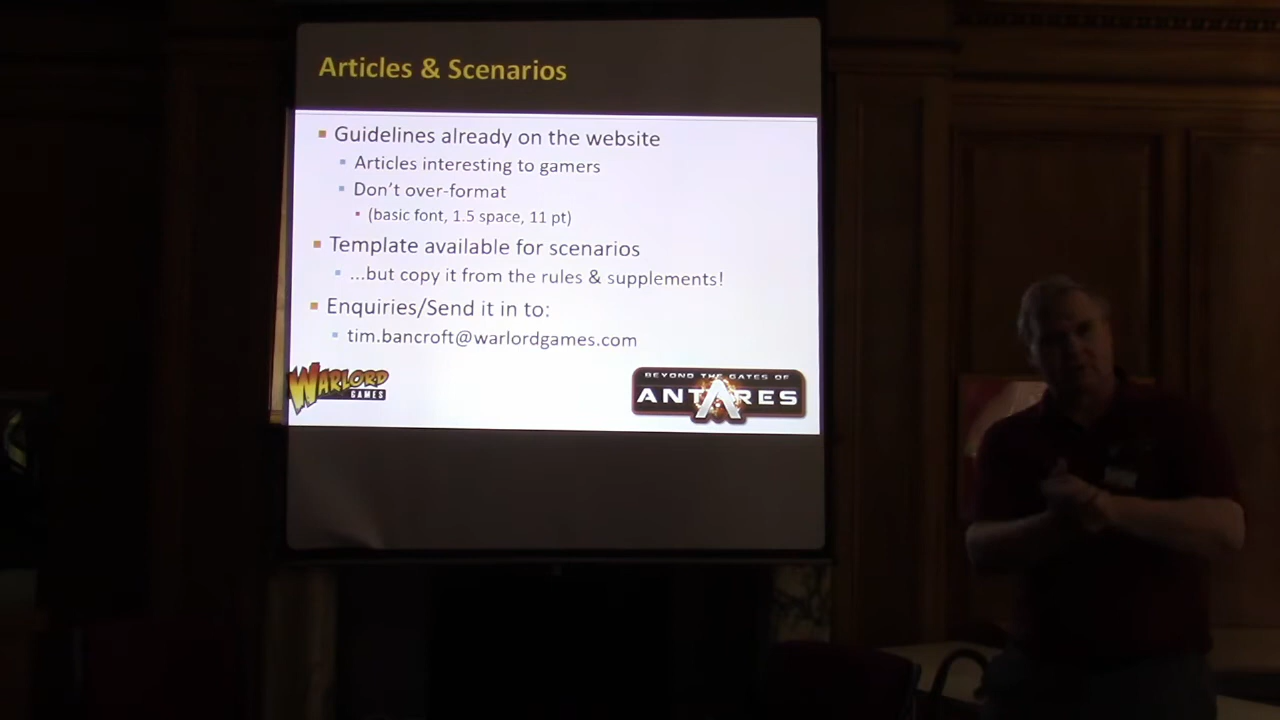 Articles & Scenarios
Guidelines already on the website
Articles interesting to gamers
Don't over-format
(basic font, 1.5 space, 11 pt)
Template available for scenarios
...but copy it from the rules & supplements!
Enquiries/Send it in to:
tim.bancroft@warlordgames.com
WARLORD
GAMES
BEYOND THE GATES OF
ANTARES